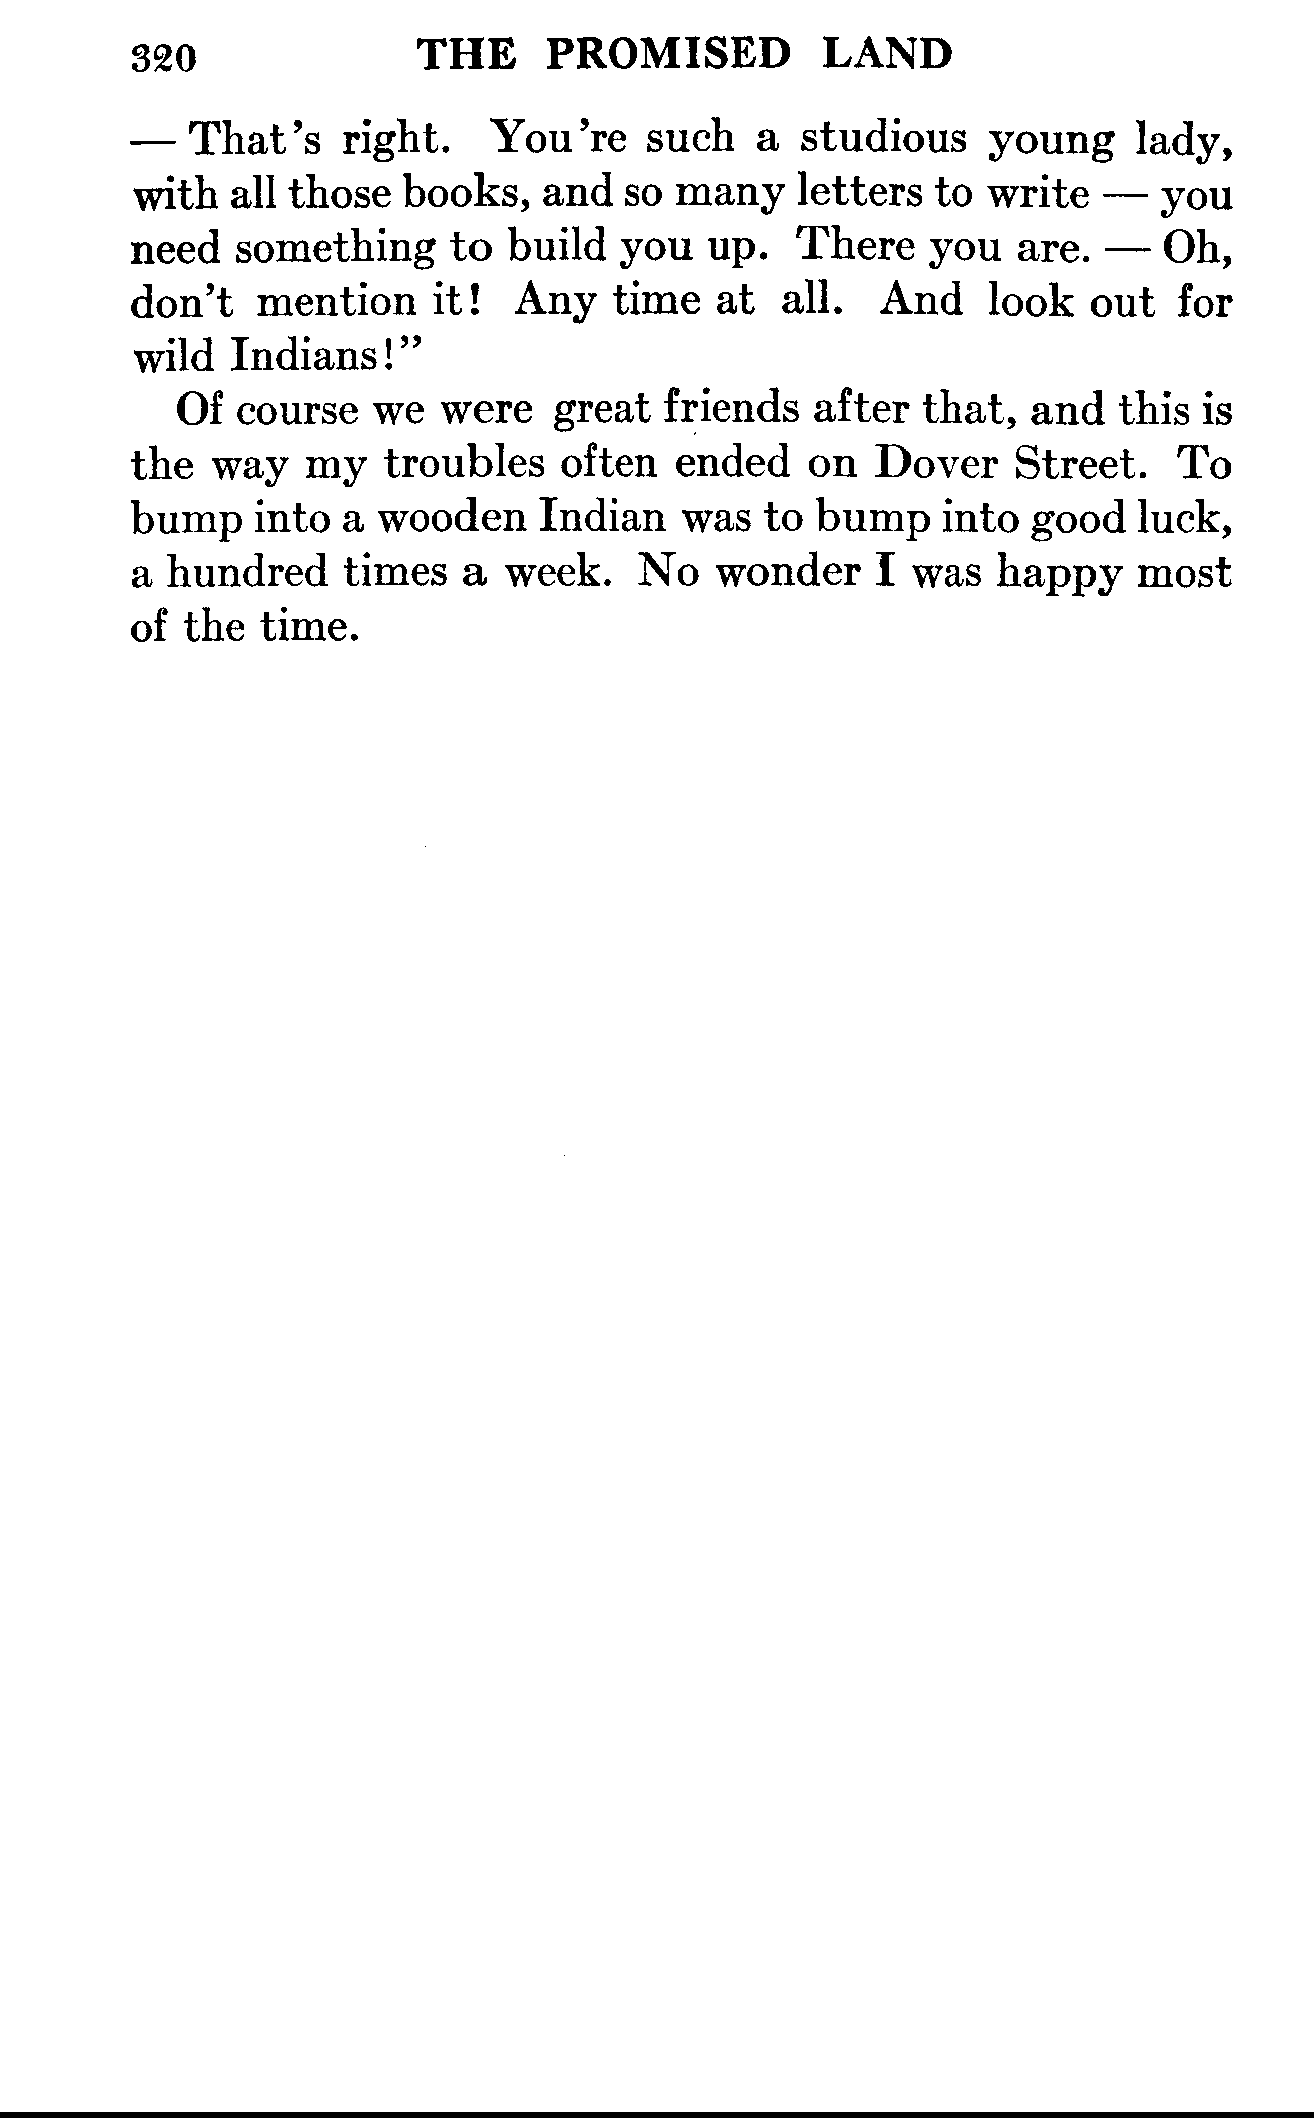 320 THE PROMISED LAND
— That's right. You're such a studious young lady,
with all those books, and so many letters to write — you
need something to build you up. There you are. — Oh,
don't mention it! Any time at all. And look out for
wild Indians!”
Of course we were great friends after that, and this is
the way my troubles often ended on Dover Street. To
bump into a wooden Indian was to bump into good luck,
a hundred times a week. No wonder I was happy most
of the time.